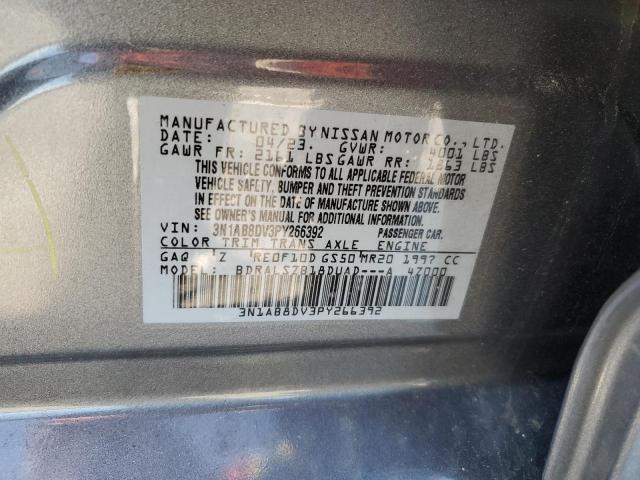 MANUFACTURED BY NISSAN MOTOR CO., LTD.
DATE: 04/23. GVWR: 4001 LBS
GAWR FR: 2161 LBS GAWR RR: 1863 LBS
THIS VEHICLE CONFORMS TO ALL APPLICABLE FEDERAL MOTOR
VEHICLE SAFETY, BUMPER AND THEFT PREVENTION STANDARDS
IN EFFECT ON THE DATE OF MANUFACTURE SHOWN ABOVE.
SEE OWNER'S MANUAL FOR ADDITIONAL INFORMATION.
VIN: 3N1AB8DV3PY266392 PASSENGER CAR.
COLOR TRIM TRANS AXLE ENGINE
GAQ Z RE0F10D GS50 MR20 1997 CC
MODEL: BDRALSZB18DUAD---A 47000
3N1AB8DV3PY266392